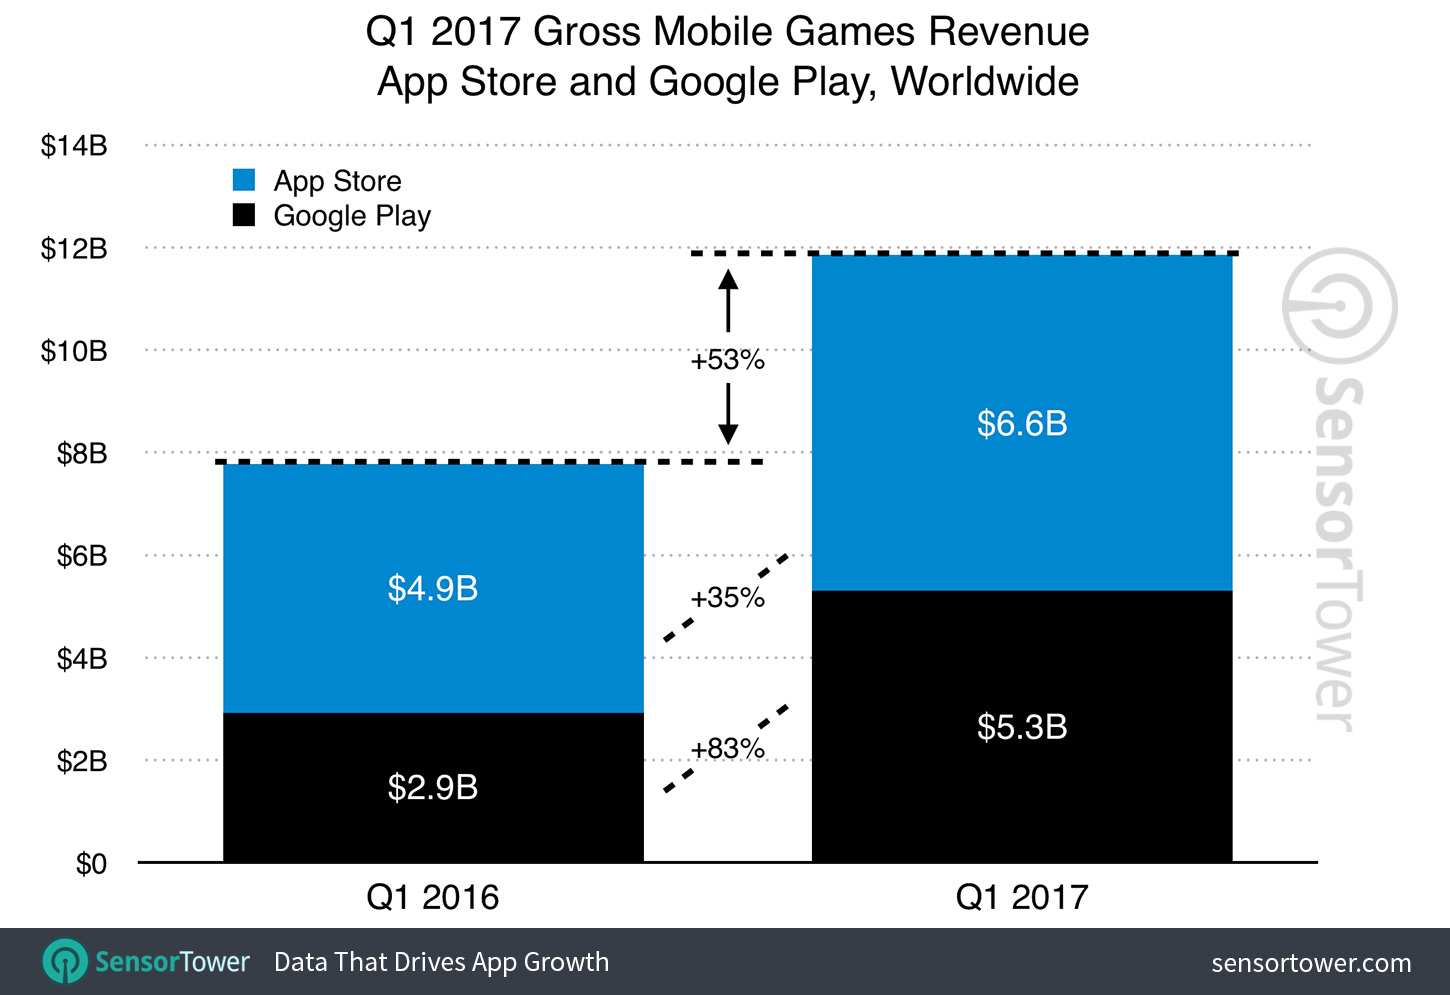 Q1 2017 Gross Mobile Games Revenue
App Store and Google Play, Worldwide
$14B
App Store
Google Play
$12B
$10B
+53%
$8B
$6.6B
$6B
$4.9B
+35%
$4B
$5.3B
+83%
$2B
$2.9B
$0
Q1 2016
Q1 2017
SensorTower
SensorTower
Data That Drives App Growth
sensortower.com